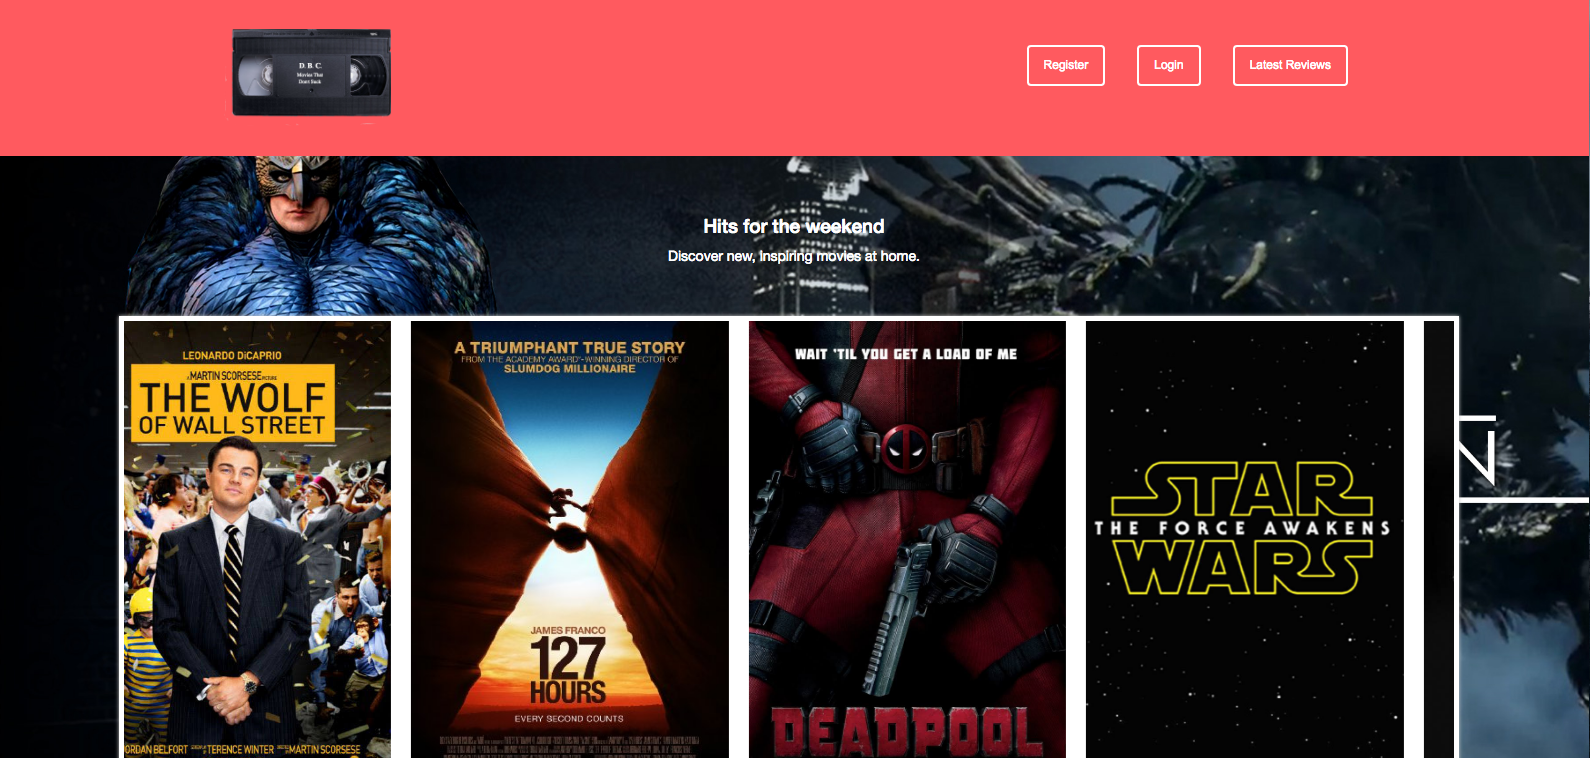 D. B. C.
Movies That
Don't Suck
Register
Login
Latest Reviews
Hits for the weekend
Discover new, inspiring movies at home.
LEONARDO DiCAPRIO
A MARTIN SCORSESE PICTURE
THE WOLF
OF WALL STREET
ORDAN BELFORT
TERENCE WINTER
MARTIN SCORSESE
A TRIUMPHANT TRUE STORY
FROM THE ACADEMY AWARD®-WINNING DIRECTOR OF
SLUMDOG MILLIONAIRE
JAMES FRANCO
127
HOURS
EVERY SECOND COUNTS
WAIT 'TIL YOU GET A LOAD OF ME
DEADPOOL
STAR
THE FORCE AWAKENS
WARS
N